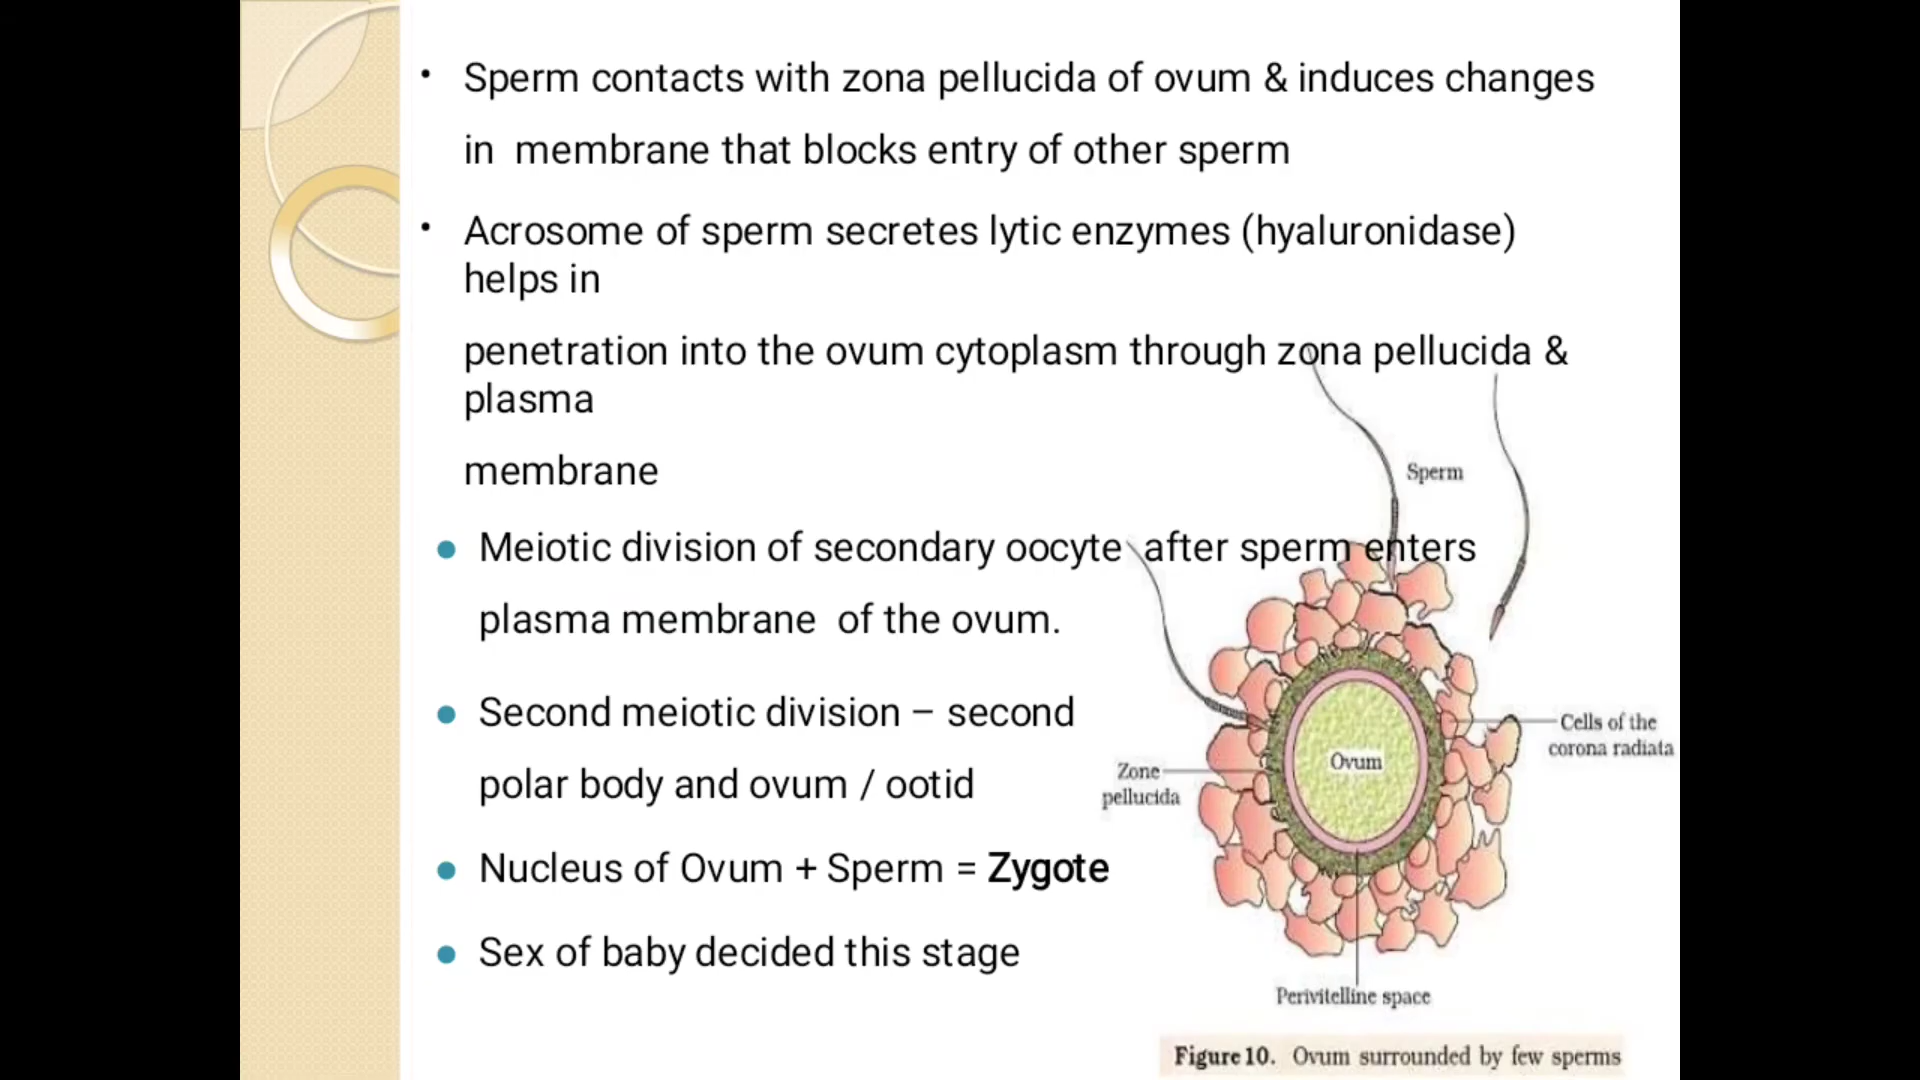 • Sperm contacts with zona pellucida of ovum & induces changes
in membrane that blocks entry of other sperm
• Acrosome of sperm secretes lytic enzymes (hyaluronidase)
helps in
penetration into the ovum cytoplasm through zona pellucida &
plasma
membrane
• Meiotic division of secondary oocyte after sperm enters
plasma membrane of the ovum.
• Second meiotic division – second
polar body and ovum / ootid
• Nucleus of Ovum + Sperm = Zygote
• Sex of baby decided this stage
Sperm
Cells of the
corona radiata
Ovum
Zone
pellucida
Perivitelline space
Figure 10. Ovum surrounded by few sperms